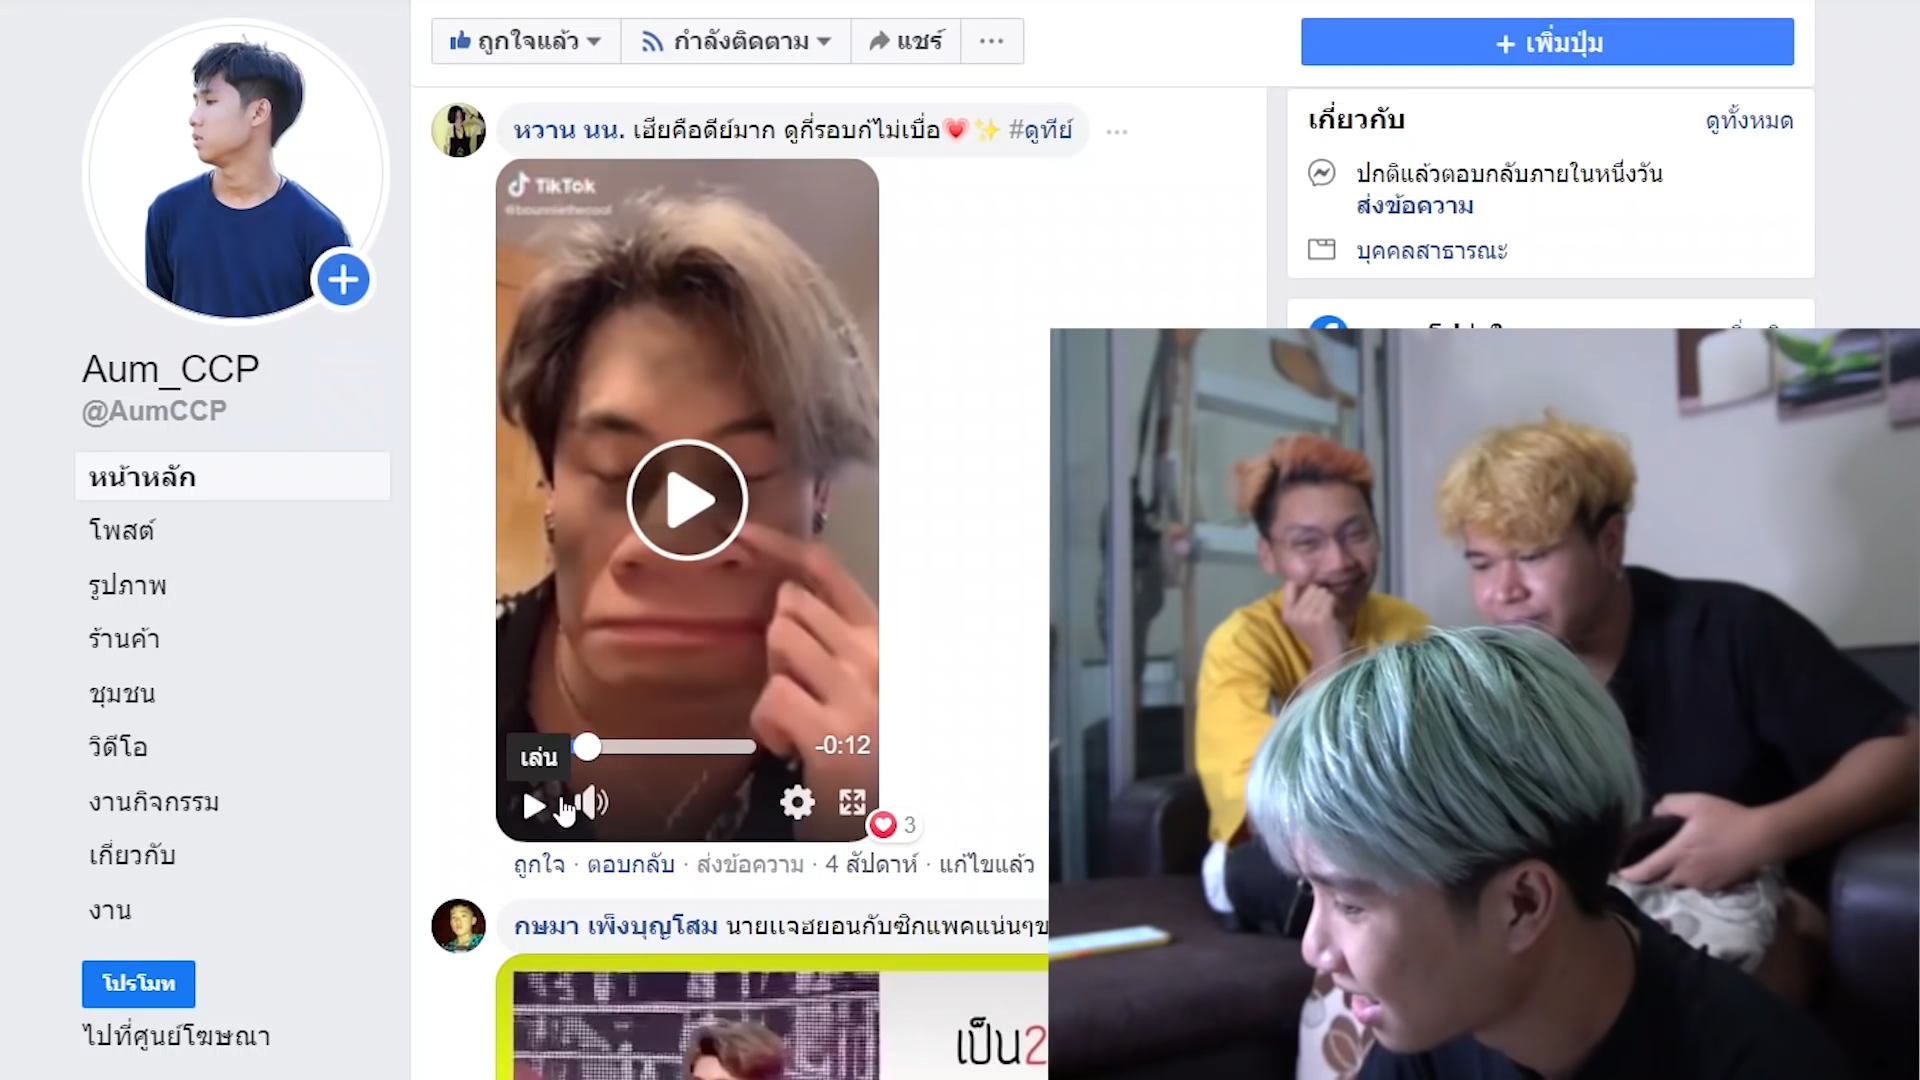 ถูกใจแล้ว
กำลังติดตาม
แชร์
+ เพิ่มปุ่ม
Aum_CCP
@AumCCP
หน้าหลัก
โพสต์
รูปภาพ
ร้านค้า
ชุมชน
วิดีโอ
งานกิจกรรม
เกี่ยวกับ
งาน
โปรโมท
ไปที่ศูนย์โฆษณา
หวาน นน. เฮียคือดีย์มาก ดูกี่รอบก้ไม่เบื่อ💗✨ #ดูทีย์
TikTok
-0:12
เล่น
3
ถูกใจ · ตอบกลับ · ส่งข้อความ · 4 สัปดาห์ · แก้ไขแล้ว
กษมา เพ็งบุญโสม นายแจฮยอนกับซิกแพคแน่นๆข
เป็น2
เกี่ยวกับ
ดูทั้งหมด
ปกติแล้วตอบกลับภายในหนึ่งวัน
ส่งข้อความ
บุคคลสาธารณะ